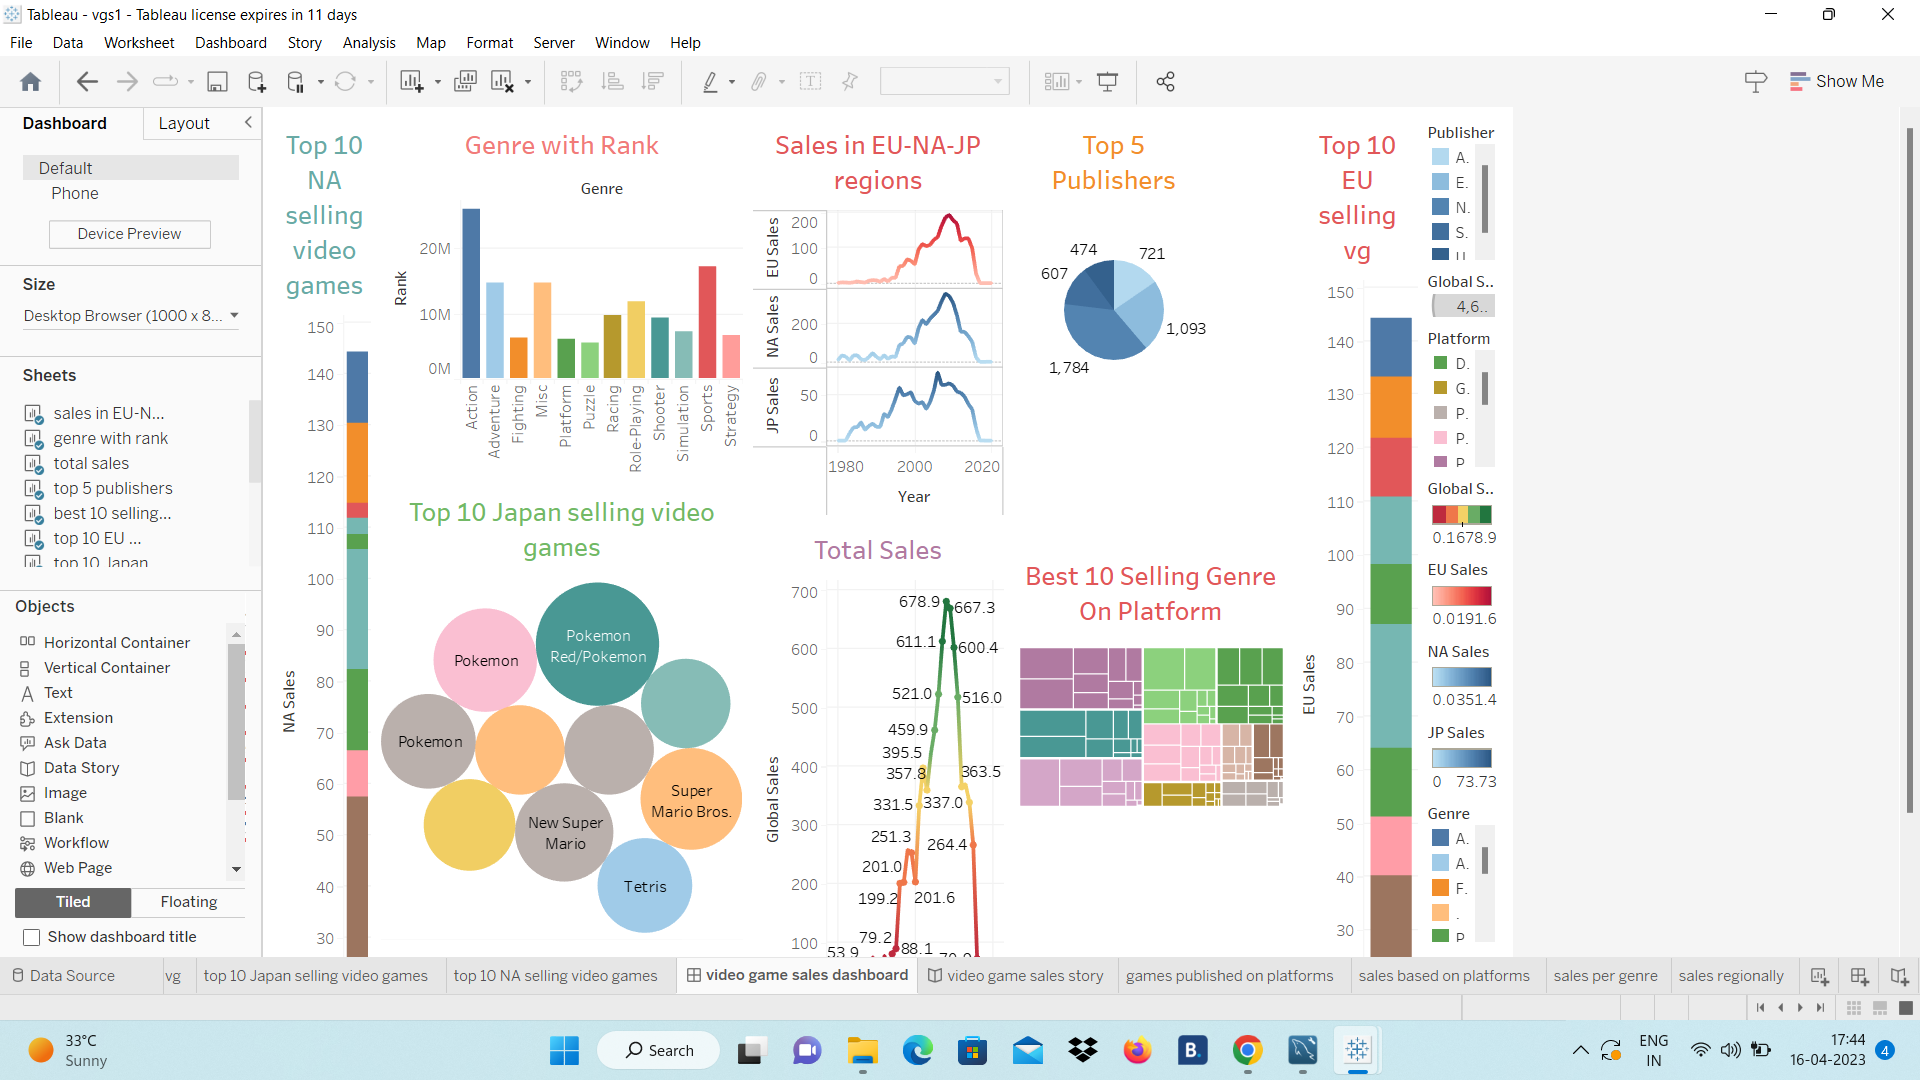 Tableau - vgs1 - Tableau license expires in 11 days
File Data Worksheet Dashboard Story Analysis Map Format Server Window Help
Show Me
Dashboard Layout
Default
Phone
Device Preview
Size
Desktop Browser (1000 x 8...
Sheets
sales in EU-N...
genre with rank
total sales
top 5 publishers
best 10 selling...
top 10 EU ...
top 10 Japan
Objects
Horizontal Container
Vertical Container
Text
Extension
Ask Data
Data Story
Image
Blank
Workflow
Web Page
Tiled Floating
Show dashboard title
Top 10
NA
selling
video
games
150
140
130
120
110
100
90
80
70
60
50
40
30
NA Sales
Genre with Rank
Genre
Rank
20M
10M
0M
Action
Adventure
Fighting
Misc
Platform
Puzzle
Racing
Role-Playing
Shooter
Simulation
Sports
Strategy
Top 10 Japan selling video
games
Pokemon
Pokemon
Red/Pokemon
Pokemon
Super
Mario Bros.
New Super
Mario
Tetris
Sales in EU-NA-JP
regions
EU Sales
200
100
0
NA Sales
200
0
JP Sales
50
0
1980 2000 2020
Year
Total Sales
Global Sales
700
600
500
400
300
200
100
678.9
667.3
611.1
600.4
521.0
516.0
459.9
395.5
357.8
363.5
331.5
337.0
251.3
264.4
201.0
199.2
201.6
79.2
88.1
53.9
Top 5
Publishers
474
721
607
1,093
1,784
Best 10 Selling Genre
On Platform
Top 10
EU
selling
vg
150
140
130
120
110
100
90
80
70
60
50
40
30
EU Sales
Publisher
A.
E.
N.
S.
Global S..
4,6..
Platform
D.
G.
P.
P.
P
Global S..
0.1678.9
EU Sales
0.0191.6
NA Sales
0.0351.4
JP Sales
0 73.73
Genre
A.
A.
F.
.
P
Data Source
vg
top 10 Japan selling video games
top 10 NA selling video games
video game sales dashboard
video game sales story
games published on platforms
sales based on platforms
sales per genre
sales regionally
33°C
Sunny
Search
B.
ENG
IN
17:44
16-04-2023
4